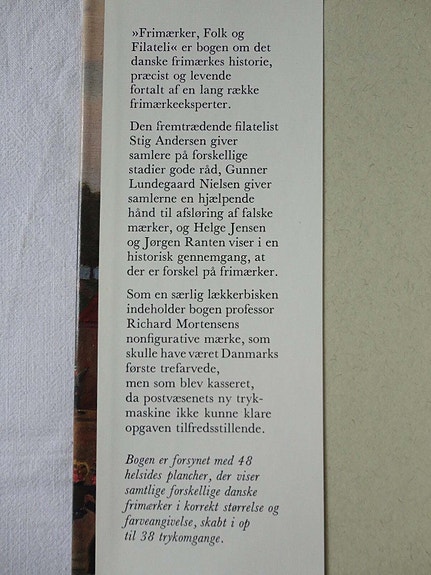 »Frimærker, Folk og
Filateli« er bogen om det
danske frimærkes historie,
præcist og levende
fortalt af en lang række
frimærkeeksperter.
Den fremtrædende filatelist
Stig Andersen giver
samlere på forskellige
stadier gode råd, Gunner
Lundegaard Nielsen giver
samlerne en hjælpende
hånd til afsløring af falske
mærker, og Helge Jensen
og Jørgen Ranten viser i en
historisk gennemgang, at
der er forskel på frimærker.
Som en særlig lækkerbisken
indeholder bogen professor
Richard Mortensens
nonfigurative mærke, som
skulle have været Danmarks
første trefarvede,
men som blev kasseret,
da postvæsenets ny tryk-
maskine ikke kunne klare
opgaven tilfredsstillende.
Bogen er forsynet med 48
helsides plancher, der viser
samtlige forskellige danske
frimærker i korrekt størrelse og
farveangivelse, skabt i op
til 38 trykomgange.